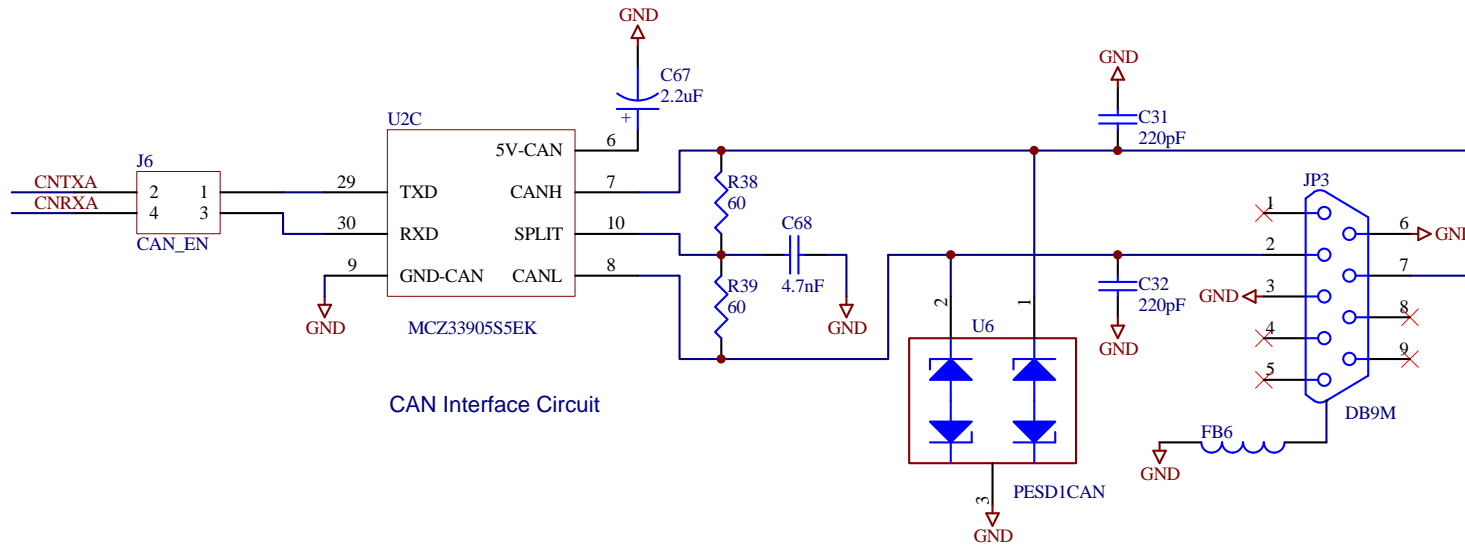 GND
C67
2.2uF
+
GND
C31
220pF
U2C
5V-CAN
6
J6
CNTXA
2
1
29
TXD
CANH
7
R38
60
CNRXA
4
3
CAN_EN
30
RXD
SPLIT
10
C68
4.7nF
9
GND-CAN
CANL
8
R39
60
GND
GND
MCZ33905S5EK
JP3
1
6
GND
2
7
C32
220pF
GND
GND
3
8
4
9
5
DB9M
2
1
U6
CAN Interface Circuit
FB6
GND
PESD1CAN
3
GND